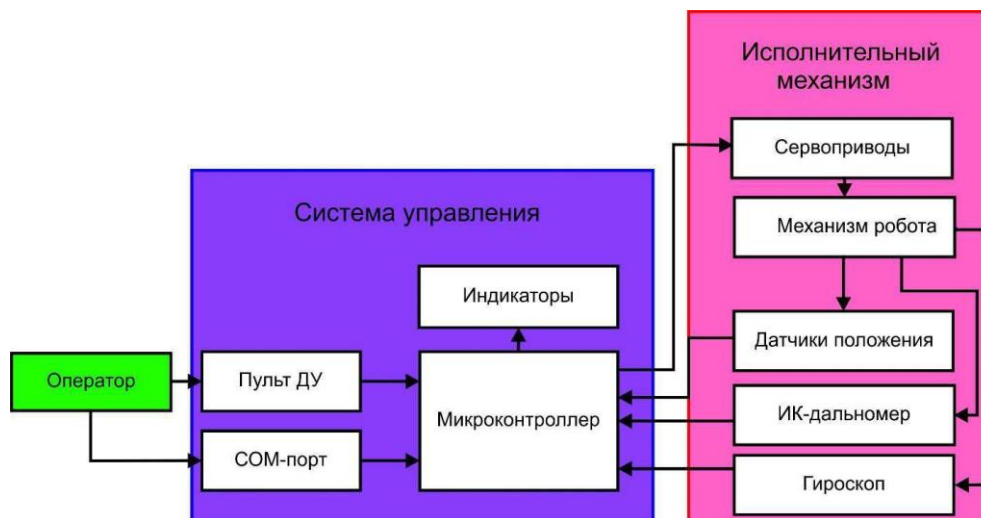 Исполнительный
механизм
Сервоприводы
Система управления
Механизм робота
Индикаторы
Датчики положения
Оператор
Пульт ДУ
Микроконтроллер
ИК-дальномер
COM-порт
Гироскоп